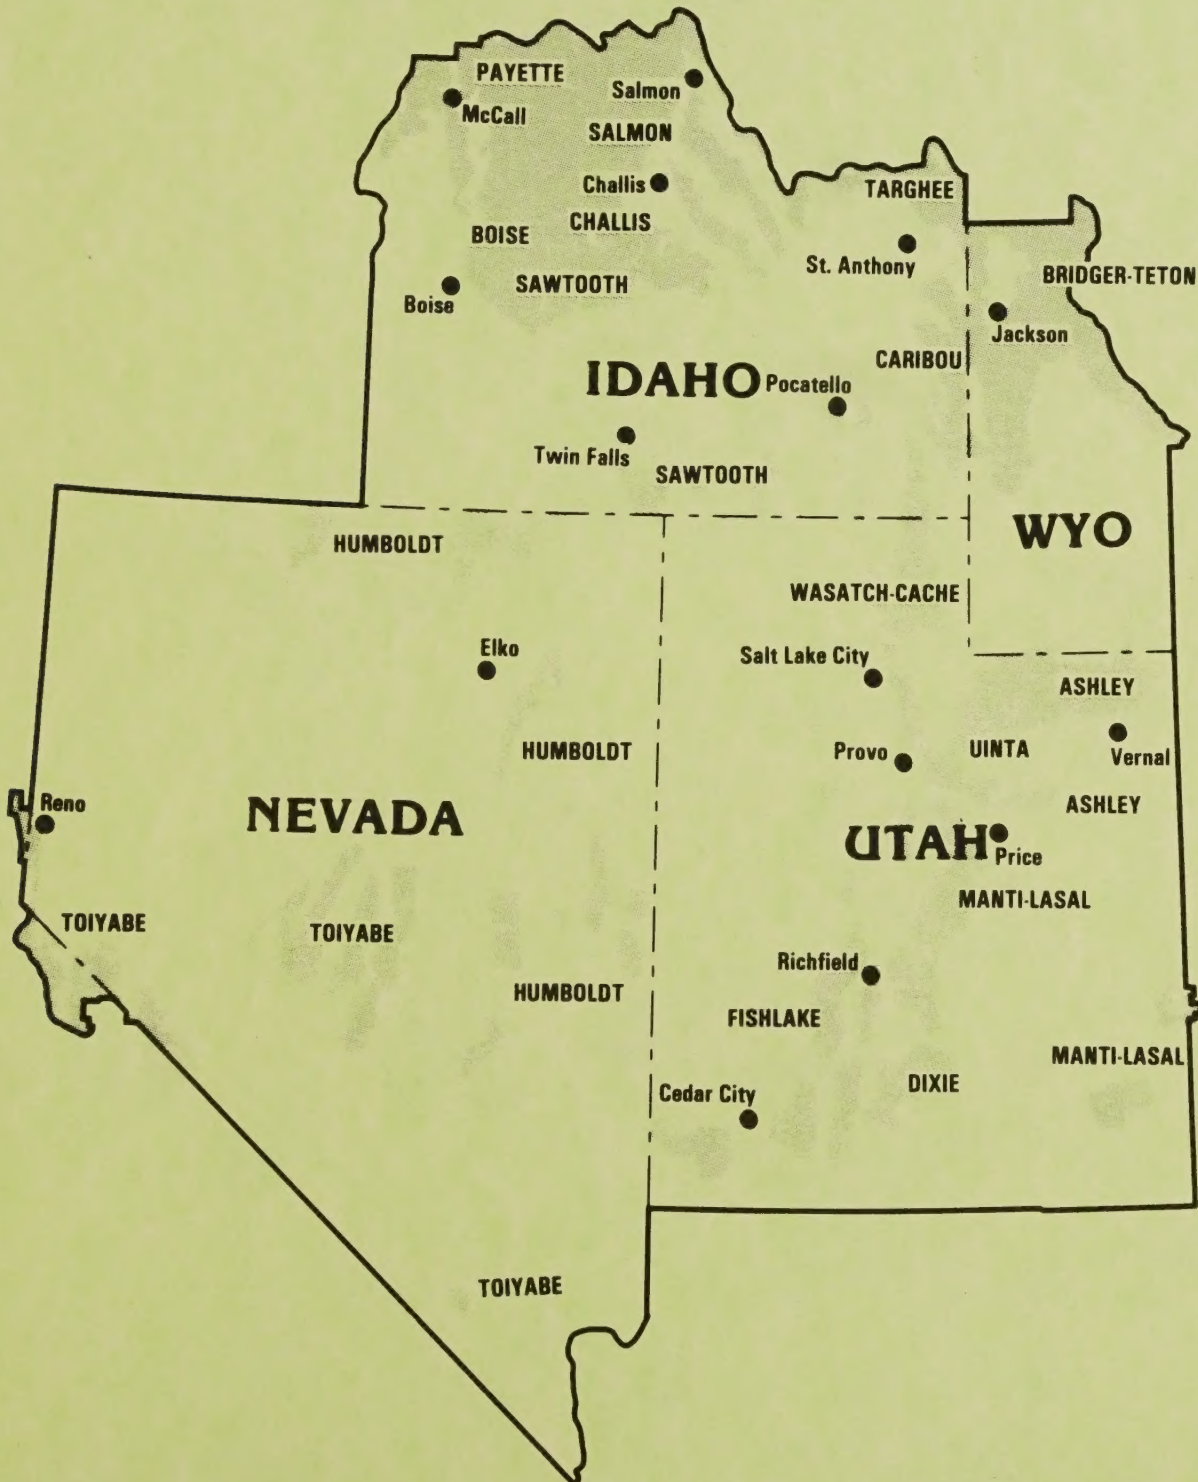 PAYETTE
Salmon
McCall
SALMON
Challis
TARGHEE
CHALLIS
BOISE
St. Anthony
BRIDGER-TETON
SAWTOOTH
Boise
Jackson
CARIBOU
IDAHO
Pocatello
Twin Falls
SAWTOOTH
WYO
HUMBOLDT
WASATCH-CACHE
Elko
Salt Lake City
ASHLEY
HUMBOLDT
Provo
UINTA
Vernal
Reno
NEVADA
ASHLEY
UTAH
Price
MANTI-LASAL
TOIYABE
TOIYABE
Richfield
HUMBOLDT
FISHLAKE
MANTI-LASAL
DIXIE
Cedar City
TOIYABE